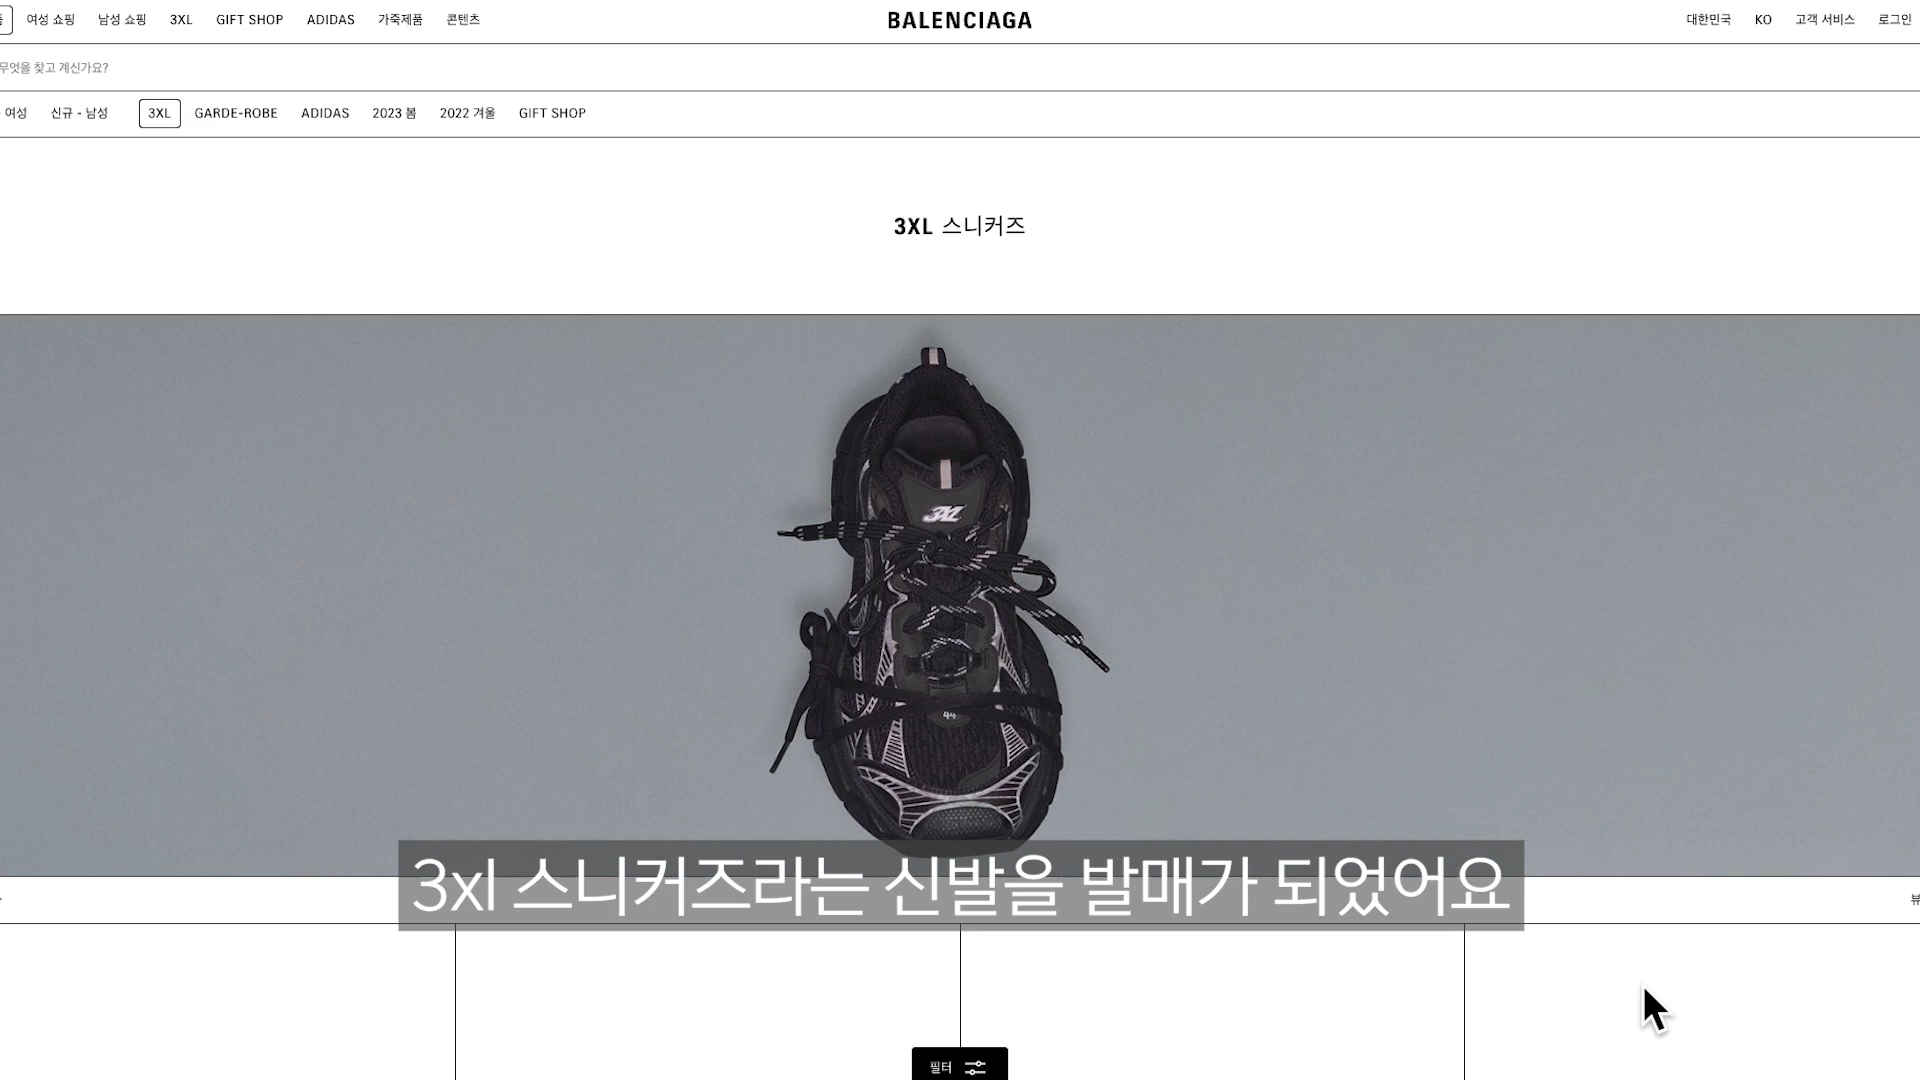 여성 쇼핑 남성 쇼핑 3XL GIFT SHOP ADIDAS 가죽제품 콘텐츠 BALENCIAGA 대한민국 KO 고객 서비스 로그인
무엇을 찾고 계신가요?
여성 신규 - 남성 3XL GARDE-ROBE ADIDAS 2023 봄 2022 겨울 GIFT SHOP
3XL 스니커즈
3XL
44
3xl 스니커즈라는 신발을 발매가 되었어요
뷰
필터